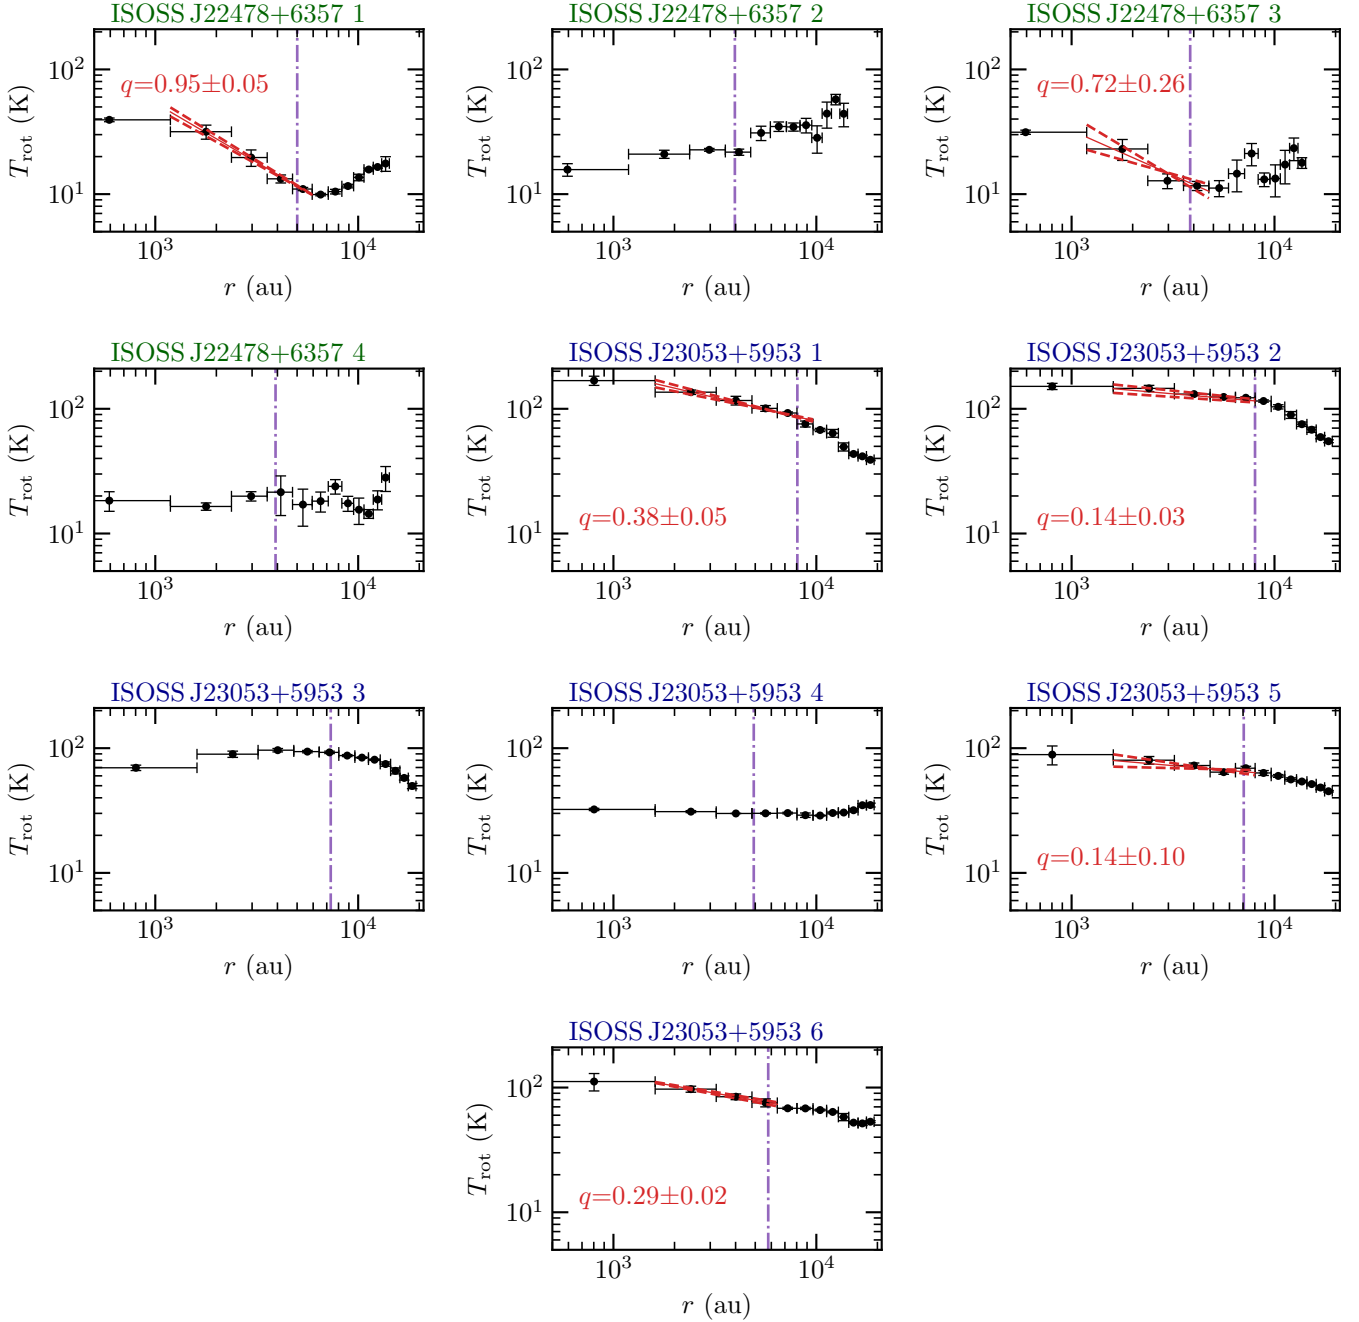 ISOSS J22478+6357 1
ISOSS J22478+6357 2
ISOSS J22478+6357 3
T_rot (K)
10^2
10^1
q=0.95±0.05
10^3
10^4
r (au)
T_rot (K)
10^2
10^1
10^3
10^4
r (au)
T_rot (K)
10^2
10^1
q=0.72±0.26
10^3
10^4
r (au)
ISOSS J22478+6357 4
ISOSS J23053+5953 1
ISOSS J23053+5953 2
T_rot (K)
10^2
10^1
10^3
10^4
r (au)
T_rot (K)
10^2
10^1
q=0.38±0.05
10^3
10^4
r (au)
T_rot (K)
10^2
10^1
q=0.14±0.03
10^3
10^4
r (au)
ISOSS J23053+5953 3
ISOSS J23053+5953 4
ISOSS J23053+5953 5
T_rot (K)
10^2
10^1
10^3
10^4
r (au)
T_rot (K)
10^2
10^1
10^3
10^4
r (au)
T_rot (K)
10^2
10^1
q=0.14±0.10
10^3
10^4
r (au)
ISOSS J23053+5953 6
T_rot (K)
10^2
10^1
q=0.29±0.02
10^3
10^4
r (au)